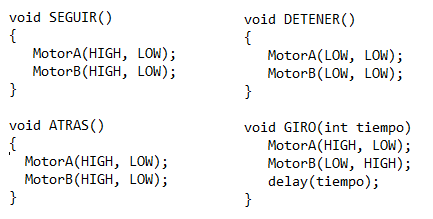 void SEGUIR()
{
   MotorA(HIGH, LOW);
   MotorB(HIGH, LOW);
}
void DETENER()
{
   MotorA(LOW, LOW);
   MotorB(LOW, LOW);
}
void ATRAS()
{
  MotorA(HIGH, LOW);
  MotorB(HIGH, LOW);
}
void GIRO(int tiempo)
   MotorA(HIGH, LOW);
   MotorB(LOW, HIGH);
   delay(tiempo);
}